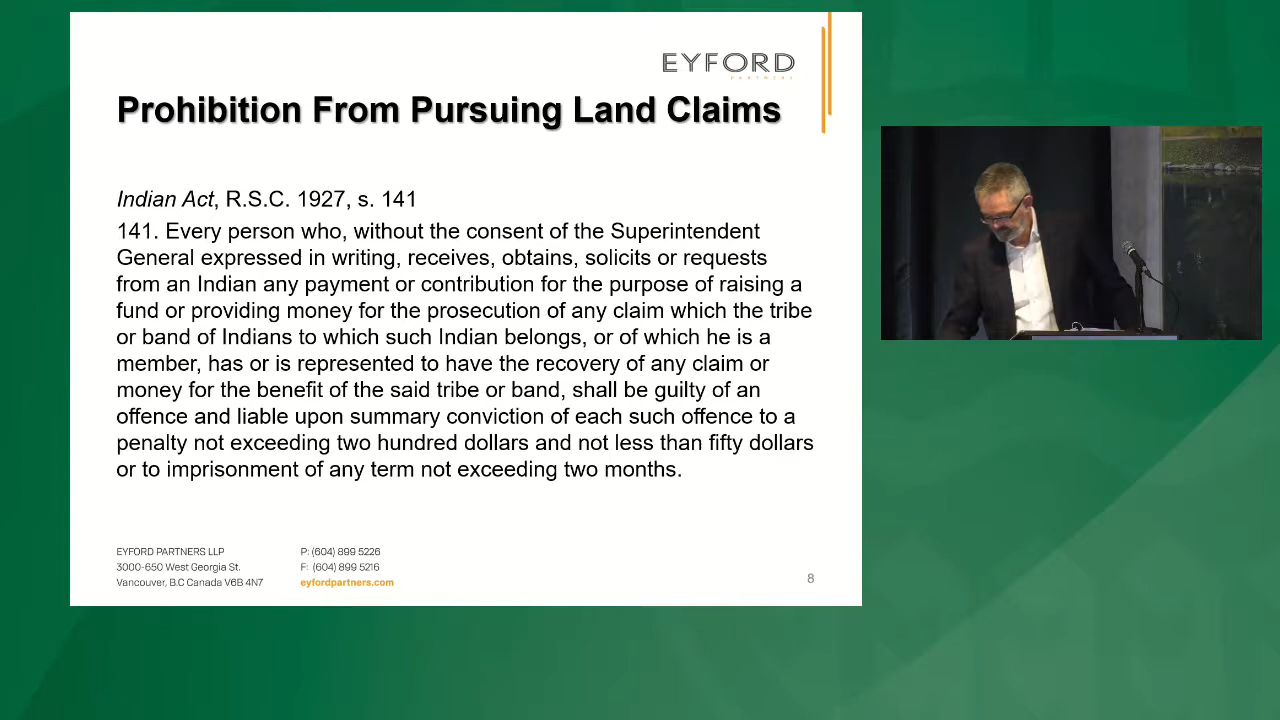 EYFORD
PARTNERS
Prohibition From Pursuing Land Claims
Indian Act, R.S.C. 1927, s. 141
141. Every person who, without the consent of the Superintendent
General expressed in writing, receives, obtains, solicits or requests
from an Indian any payment or contribution for the purpose of raising a
fund or providing money for the prosecution of any claim which the tribe
or band of Indians to which such Indian belongs, or of which he is a
member, has or is represented to have the recovery of any claim or
money for the benefit of the said tribe or band, shall be guilty of an
offence and liable upon summary conviction of each such offence to a
penalty not exceeding two hundred dollars and not less than fifty dollars
or to imprisonment of any term not exceeding two months.
EYFORD PARTNERS LLP
3000-650 West Georgia St.
Vancouver, B.C Canada V6B 4N7
P: (604) 899 5226
F: (604) 899 5216
eyfordpartners.com
8